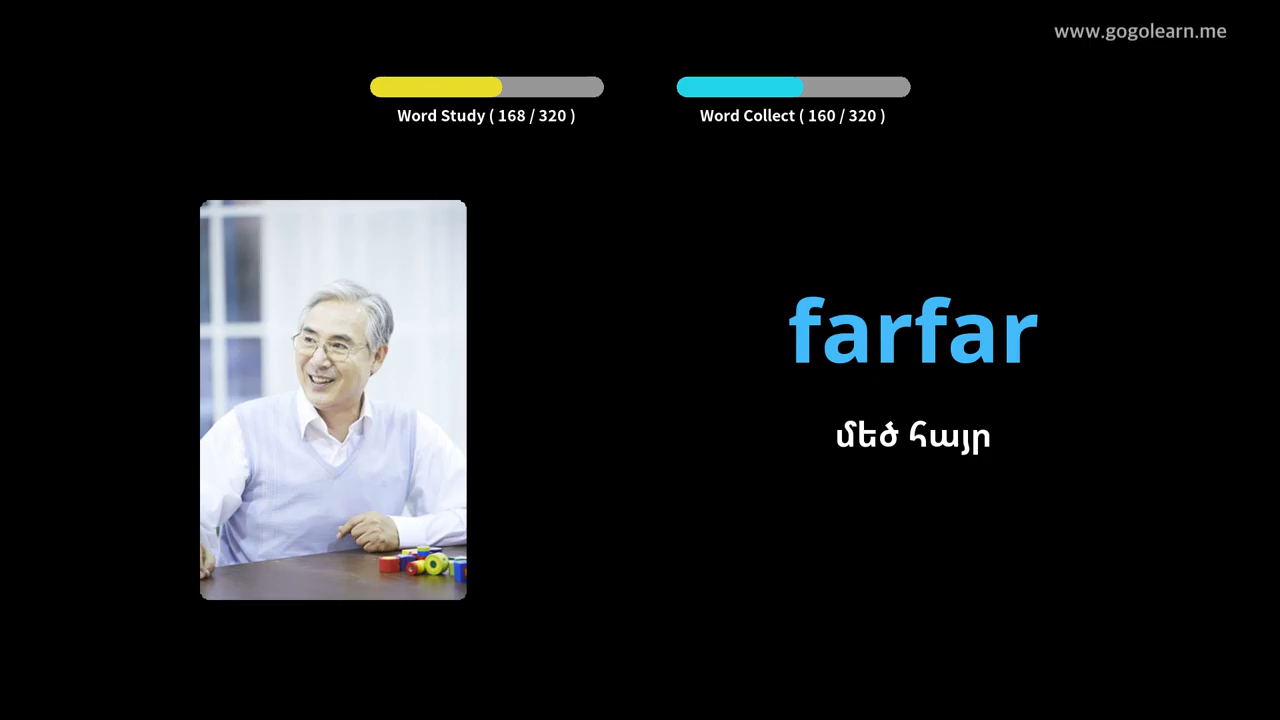 www.gogolearn.me
Word Study ( 168 / 320 )
Word Collect ( 160 / 320 )
farfar
մեծ հայր